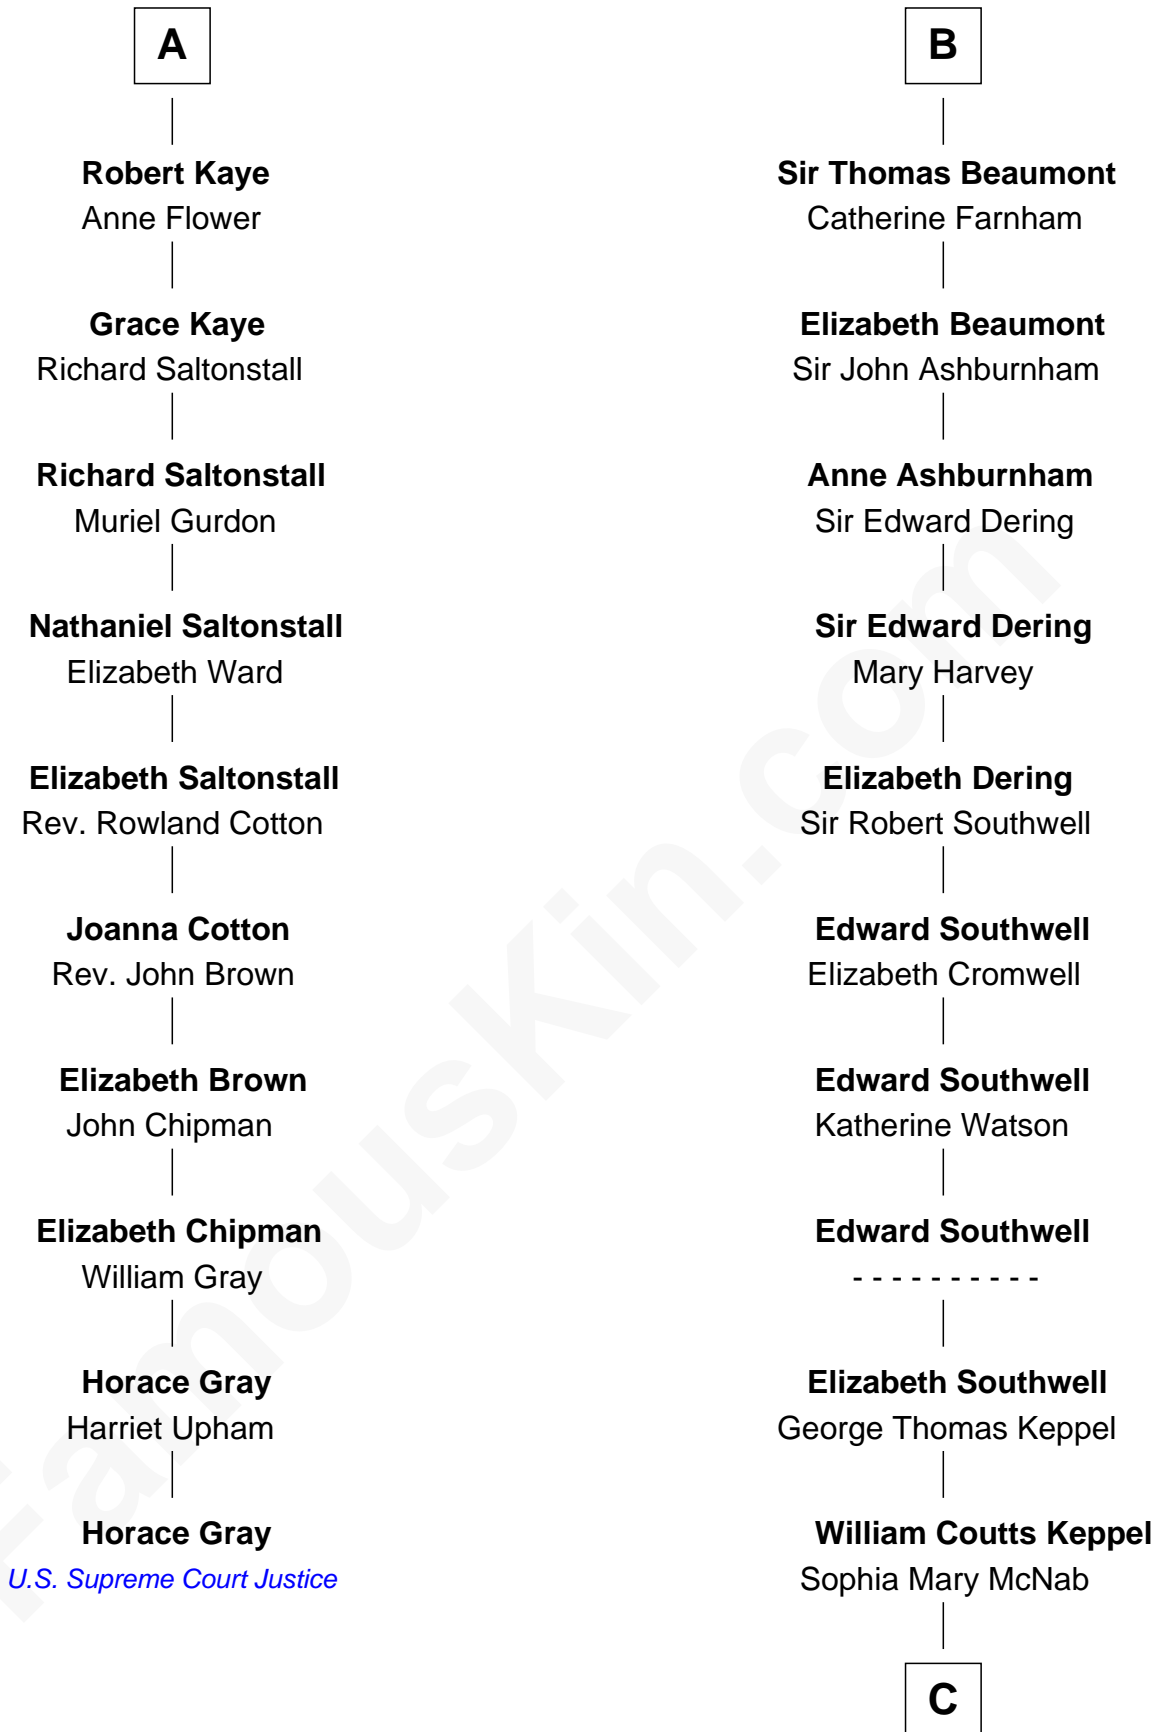 A
Robert Kaye
Anne Flower
Grace Kaye
Richard Saltonstall
Richard Saltonstall
Muriel Gurdon
Nathaniel Saltonstall
Elizabeth Ward
Elizabeth Saltonstall
Rev. Rowland Cotton
Joanna Cotton
Rev. John Brown
Elizabeth Brown
John Chipman
Elizabeth Chipman
William Gray
Horace Gray
Harriet Upham
Horace Gray
U.S. Supreme Court Justice
B
Sir Thomas Beaumont
Catherine Farnham
Elizabeth Beaumont
Sir John Ashburnham
Anne Ashburnham
Sir Edward Dering
Sir Edward Dering
Mary Harvey
Elizabeth Dering
Sir Robert Southwell
Edward Southwell
Elizabeth Cromwell
Edward Southwell
Katherine Watson
Edward Southwell
- - - - - - - - - -
Elizabeth Southwell
George Thomas Keppel
William Coutts Keppel
Sophia Mary McNab
C
FamousKin.com